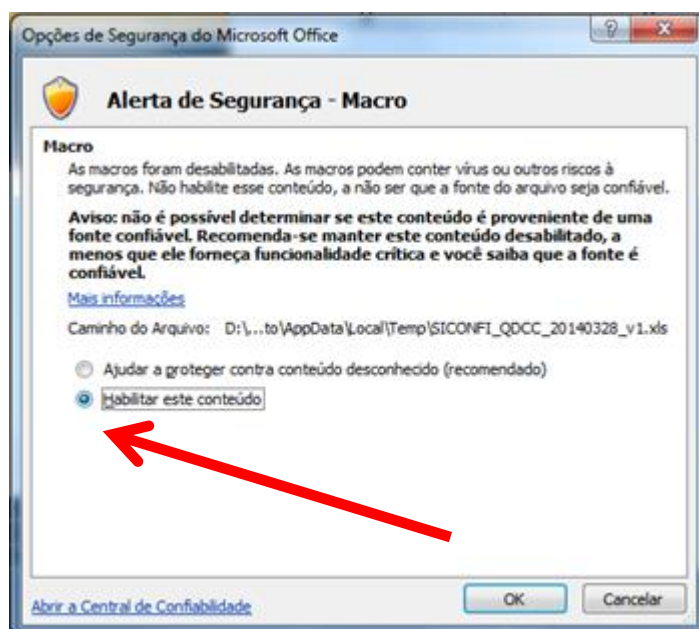 Opções de Segurança do Microsoft Office
Alerta de Segurança - Macro
Macro
As macros foram desabilitadas. As macros podem conter vírus ou outros riscos à
segurança. Não habilite esse conteúdo, a não ser que a fonte do arquivo seja confiável.
Aviso: não é possível determinar se este conteúdo é proveniente de uma
fonte confiável. Recomenda-se manter este conteúdo desabilitado, a
menos que ele forneça funcionalidade crítica e você saiba que a fonte é
confiável.
Mais informações
Caminho do Arquivo: D:\...to\AppData\Local\Temp\SICONFI_QDCC_20140328_v1.xls
Ajudar a proteger contra conteúdo desconhecido (recomendado)
Habilitar este conteúdo
Abrir a Central de Confiabilidade
OK
Cancelar